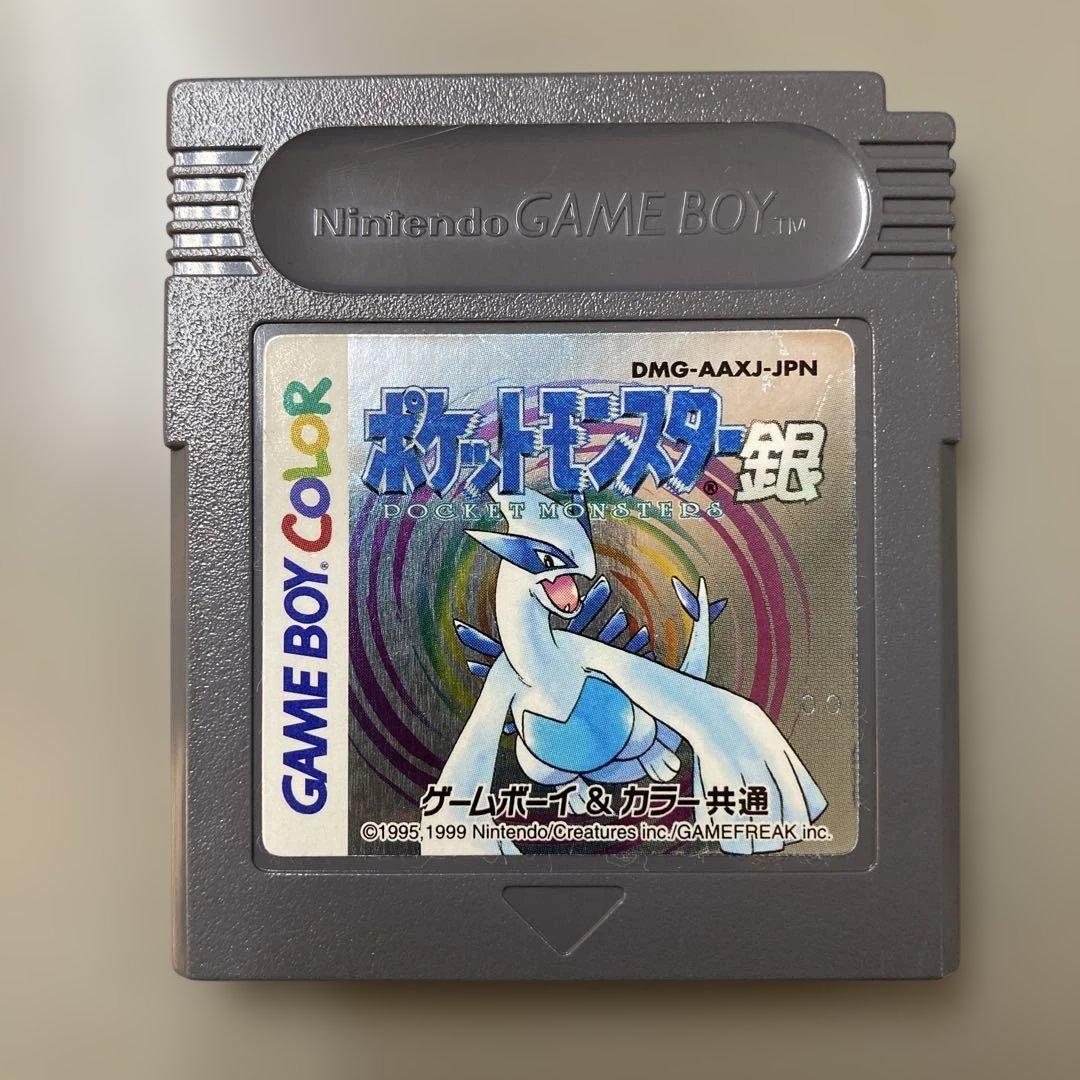 Nintendo GAME BOY™
DMG-AAXJ-JPN
ポケットモンスター銀
®
POCKET MONSTERS
GAME BOY® COLOR
00
ゲームボーイ & カラー 共通
©1995,1999 Nintendo/Creatures inc./GAMEFREAK inc.